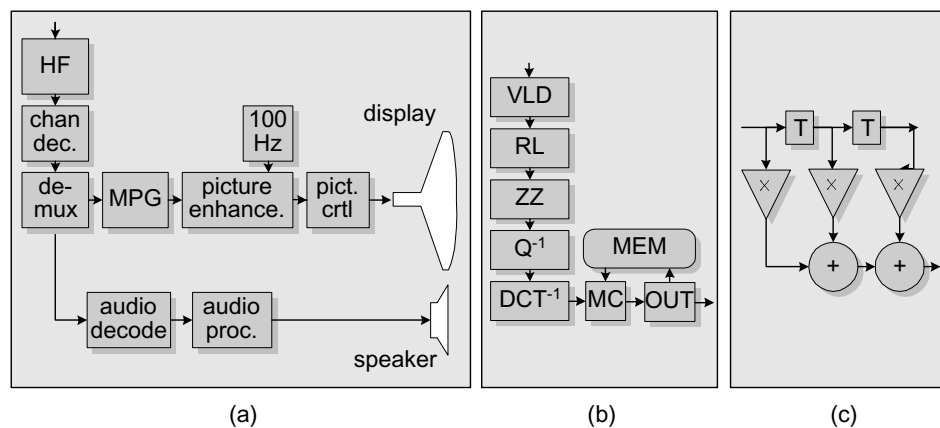 HF
chan
dec.
de-
mux
MPG
100
Hz
picture
enhance.
pict.
crtl
display
audio
decode
audio
proc.
speaker
(a)
VLD
RL
ZZ
Q-1
MEM
DCT-1
MC
OUT
(b)
T
T
×
×
×
+
+
(c)